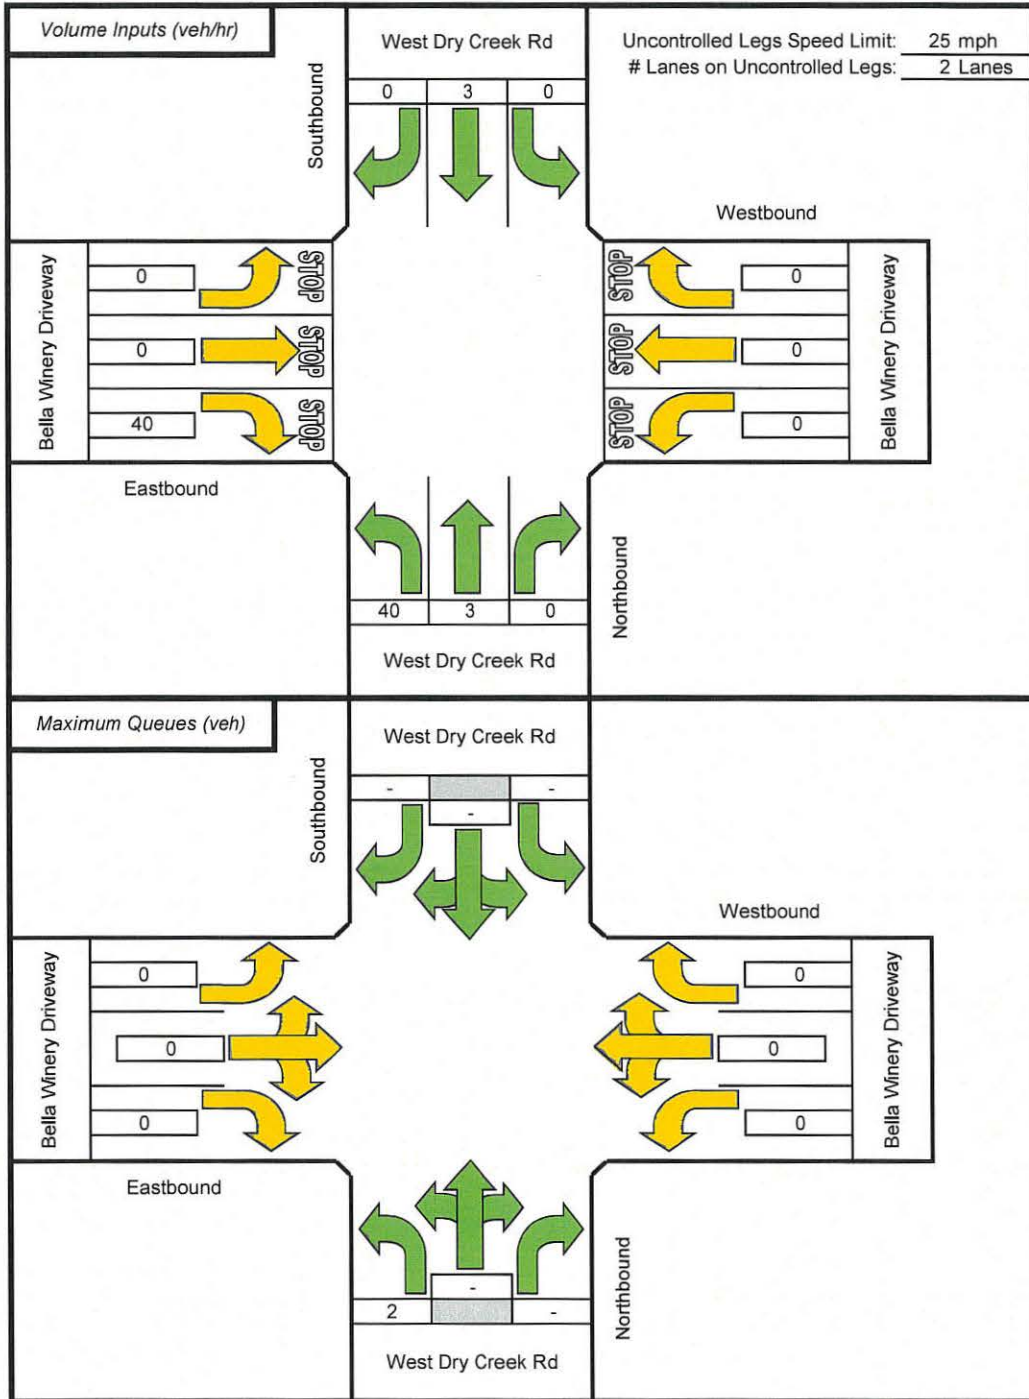 Volume Inputs (veh/hr)
Southbound
West Dry Creek Rd
0 3 0
Uncontrolled Legs Speed Limit: 25 mph
# Lanes on Uncontrolled Legs: 2 Lanes
Westbound
Bella Winery Driveway
0 STOP
0 STOP
40 STOP
STOP 0
STOP 0
STOP 0
Bella Winery Driveway
Eastbound
40 3 0
West Dry Creek Rd
Northbound
Maximum Queues (veh)
Southbound
West Dry Creek Rd
- -
-
Westbound
Bella Winery Driveway
0
0
0
0
0
0
Bella Winery Driveway
Eastbound
-
2 -
West Dry Creek Rd
Northbound